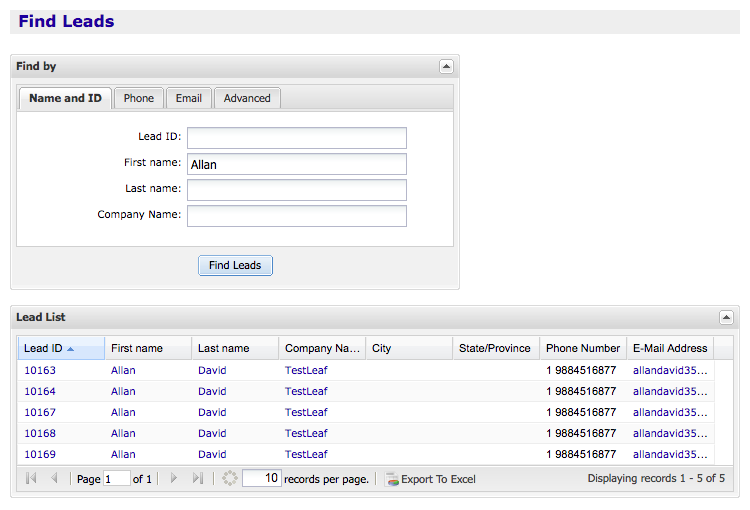 Find Leads
Find by
Name and ID Phone Email Advanced
Lead ID:
First name: Allan
Last name:
Company Name:
Find Leads
Lead List
Lead ID First name Last name Company Na... City State/Province Phone Number E-Mail Address
10163 Allan David TestLeaf 1 9884516877 allandavid35...
10164 Allan David TestLeaf 1 9884516877 allandavid35...
10167 Allan David TestLeaf 1 9884516877 allandavid35...
10168 Allan David TestLeaf 1 9884516877 allandavid35...
10169 Allan David TestLeaf 1 9884516877 allandavid35...
Page 1 of 1 10 records per page. Export To Excel Displaying records 1 - 5 of 5